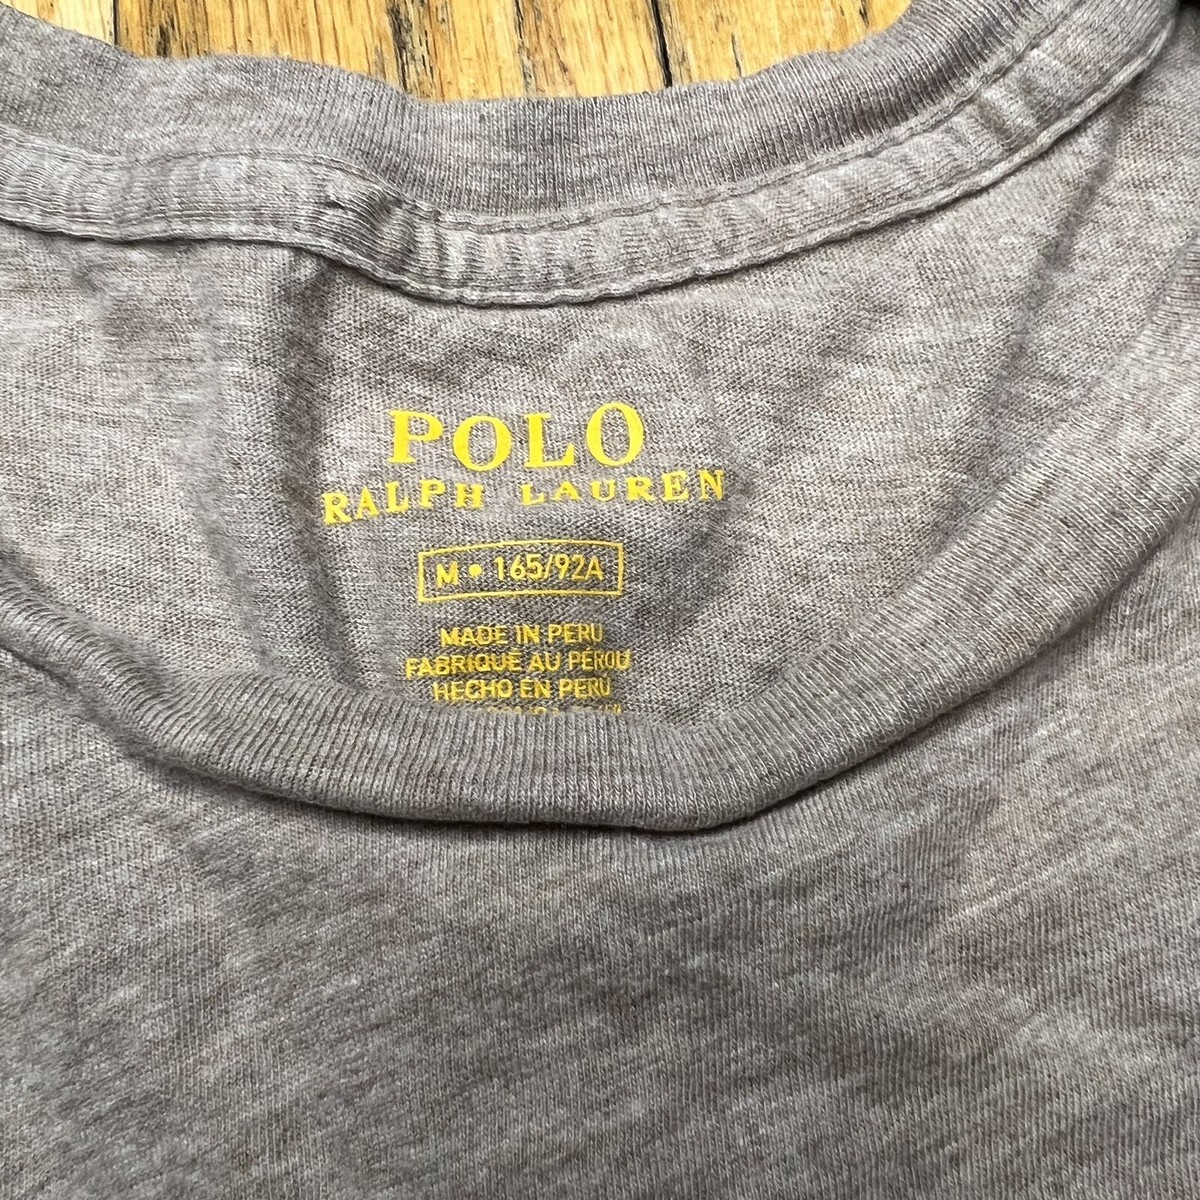 POLO
RALPH LAUREN
M • 165/92A
MADE IN PERU
FABRIQUÉ AU PÉROU
HECHO EN PERÚ